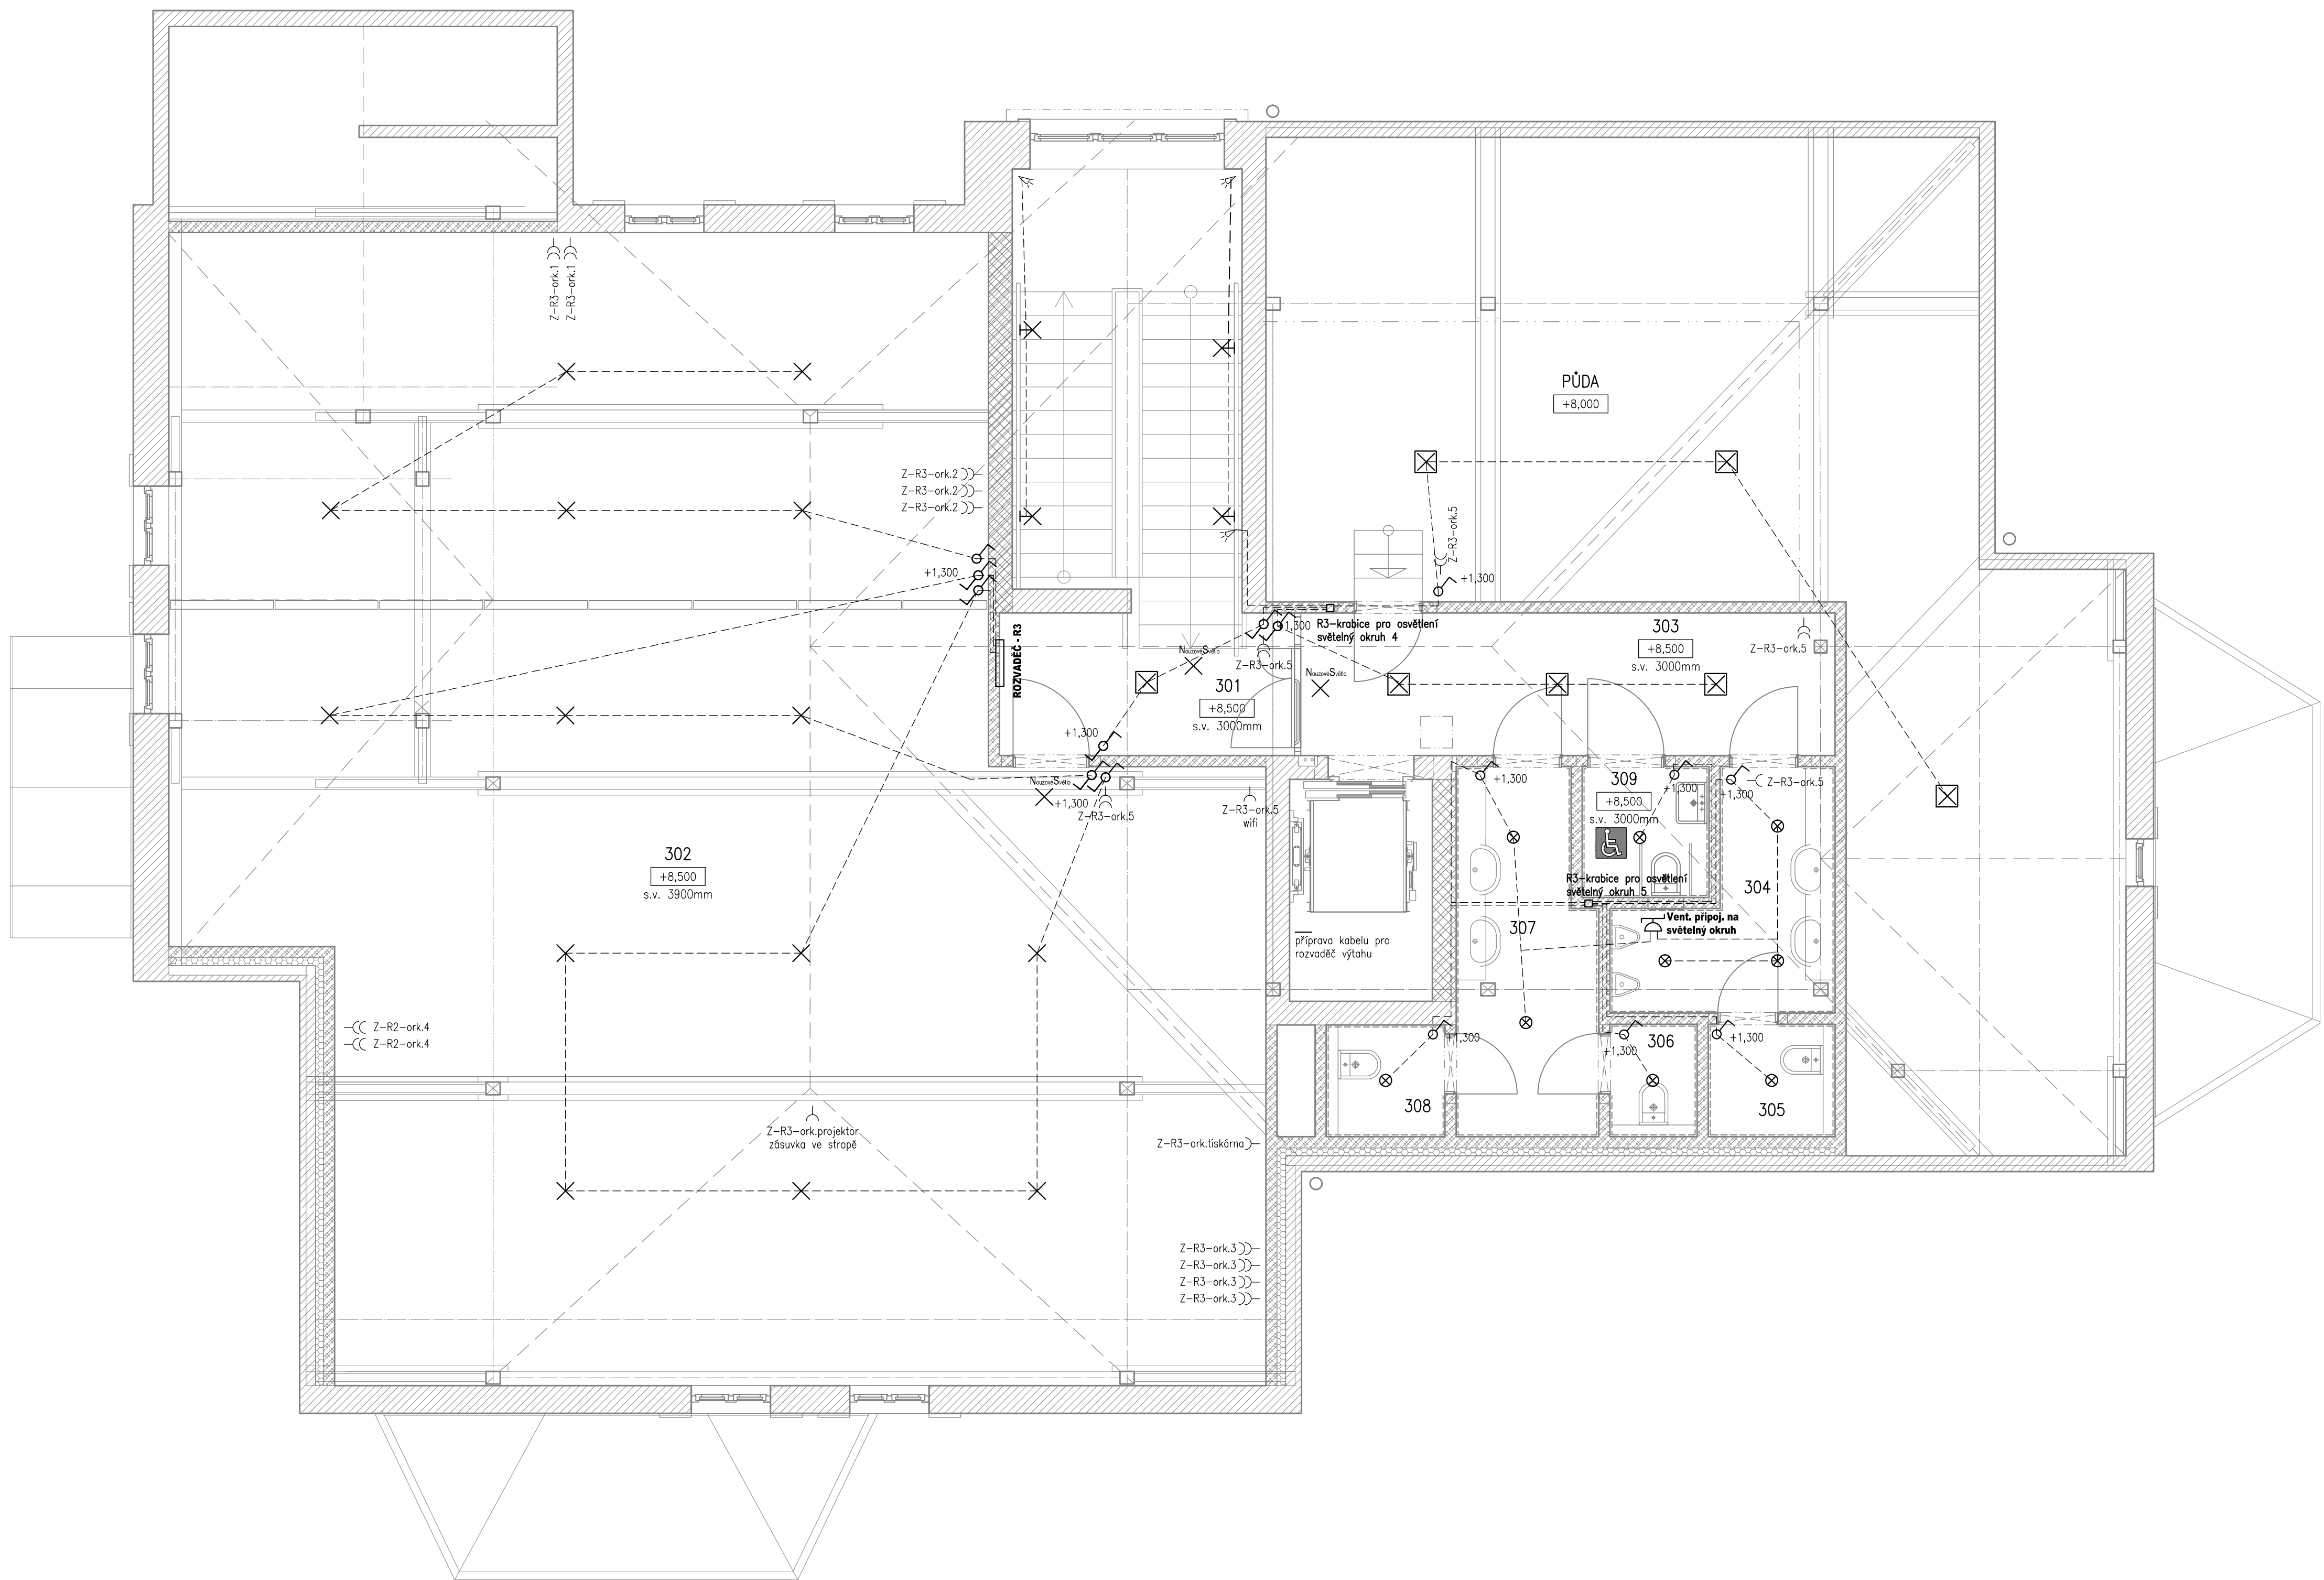 Z-R3-ork.1
Z-R3-ork.1
PŮDA
+8,000
Z-R3-ork.2
Z-R3-ork.2
Z-R3-ork.2
Z-R3-ork.5
+1,300
+1,300
ROZVADĚČ - R3
+1,300
R3-krabice pro osvětlení
světelný okruh 4
303
+8,500
s.v. 3000mm
Z-R3-ork.5
NouzovéSvětlo
Z-R3-ork.5
NouzovéSvětlo
301
+8,500
s.v. 3000mm
+1,300
NouzovéSvětlo
+1,300
Z-R3-ork.5
Z-R3-ork.5
wifi
+1,300
309
+8,500
s.v. 3000mm
+1,300
Z-R3-ork.5
+1,300
302
+8,500
s.v. 3900mm
R3-krabice pro osvětlení
světelný okruh 5
304
Vent. připoj. na
světelný okruh
307
příprava kabelu pro
rozvaděč výtahu
Z-R2-ork.4
Z-R2-ork.4
+1,300
+1,300
306
+1,300
308
305
Z-R3-ork.projektor
zásuvka ve stropě
Z-R3-ork.tiskárna
Z-R3-ork.3
Z-R3-ork.3
Z-R3-ork.3
Z-R3-ork.3